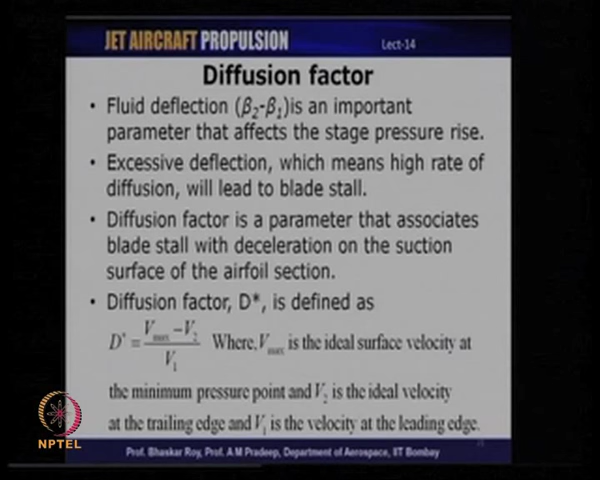 JET AIRCRAFT PROPULSION Lect-14
Diffusion factor
• Fluid deflection (β₂-β₁)is an important
parameter that affects the stage pressure rise.
• Excessive deflection, which means high rate of
diffusion, will lead to blade stall.
• Diffusion factor is a parameter that associates
blade stall with deceleration on the suction
surface of the airfoil section.
• Diffusion factor, D*, is defined as
D* = (V_max − V₂) / V₁ Where, V_max is the ideal surface velocity at
the minimum pressure point and V₂ is the ideal velocity
at the trailing edge and V₁ is the velocity at the leading edge.
NPTEL
Prof. Bhaskar Roy, Prof. A.M Pradeep, Department of Aerospace, IIT Bombay